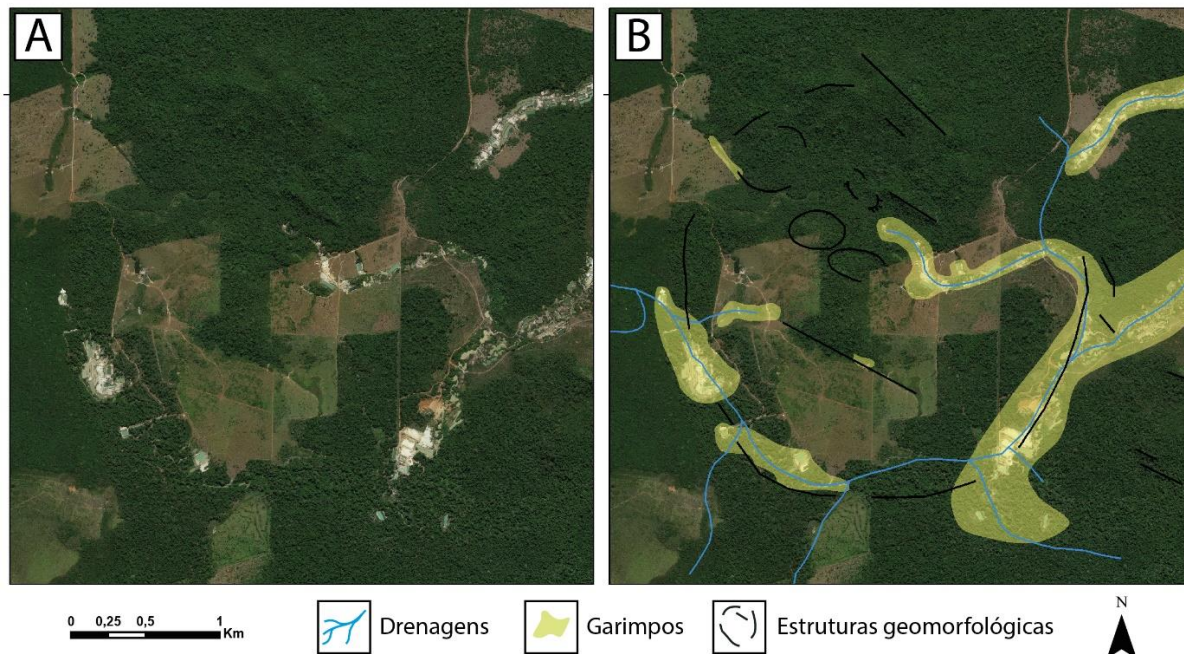 A
B
0 0,25 0,5 1
Km
Drenagens
Garimpos
Estruturas geomorfológicas
N